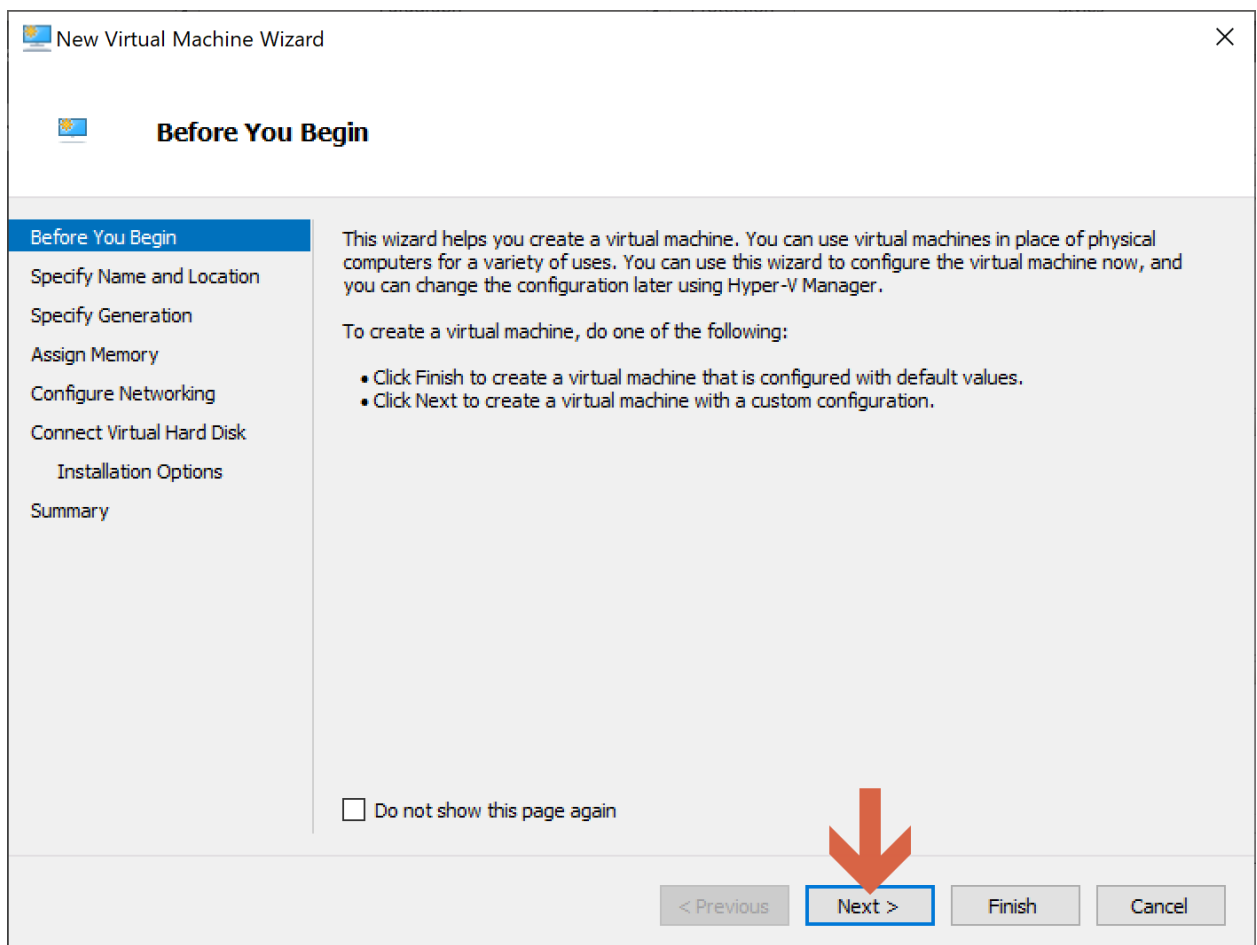 New Virtual Machine Wizard
Before You Begin
Before You Begin
Specify Name and Location
Specify Generation
Assign Memory
Configure Networking
Connect Virtual Hard Disk
Installation Options
Summary
This wizard helps you create a virtual machine. You can use virtual machines in place of physical
computers for a variety of uses. You can use this wizard to configure the virtual machine now, and
you can change the configuration later using Hyper-V Manager.
To create a virtual machine, do one of the following:
• Click Finish to create a virtual machine that is configured with default values.
• Click Next to create a virtual machine with a custom configuration.
Do not show this page again
< Previous
Next >
Finish
Cancel